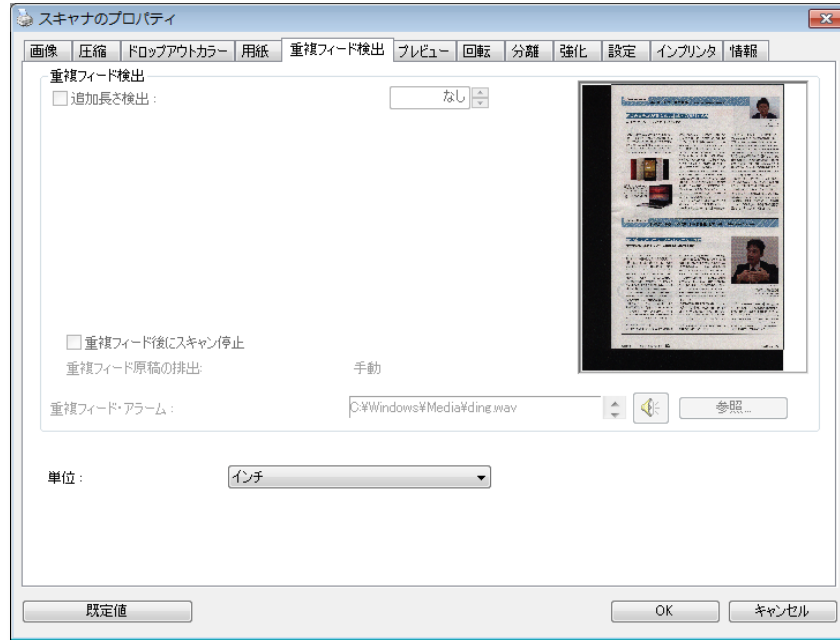 スキャナのプロパティ
画像 圧縮 ドロップアウトカラー 用紙 重複フィード検出 プレビュー 回転 分離 強化 設定 インプリンタ 情報
重複フィード検出
追加長さ検出 : なし
重複フィード後にスキャン停止
重複フィード原稿の排出: 手動
重複フィード・アラーム : C:¥Windows¥Media¥ding.wav 参照...
単位 : インチ
既定値 OK キャンセル